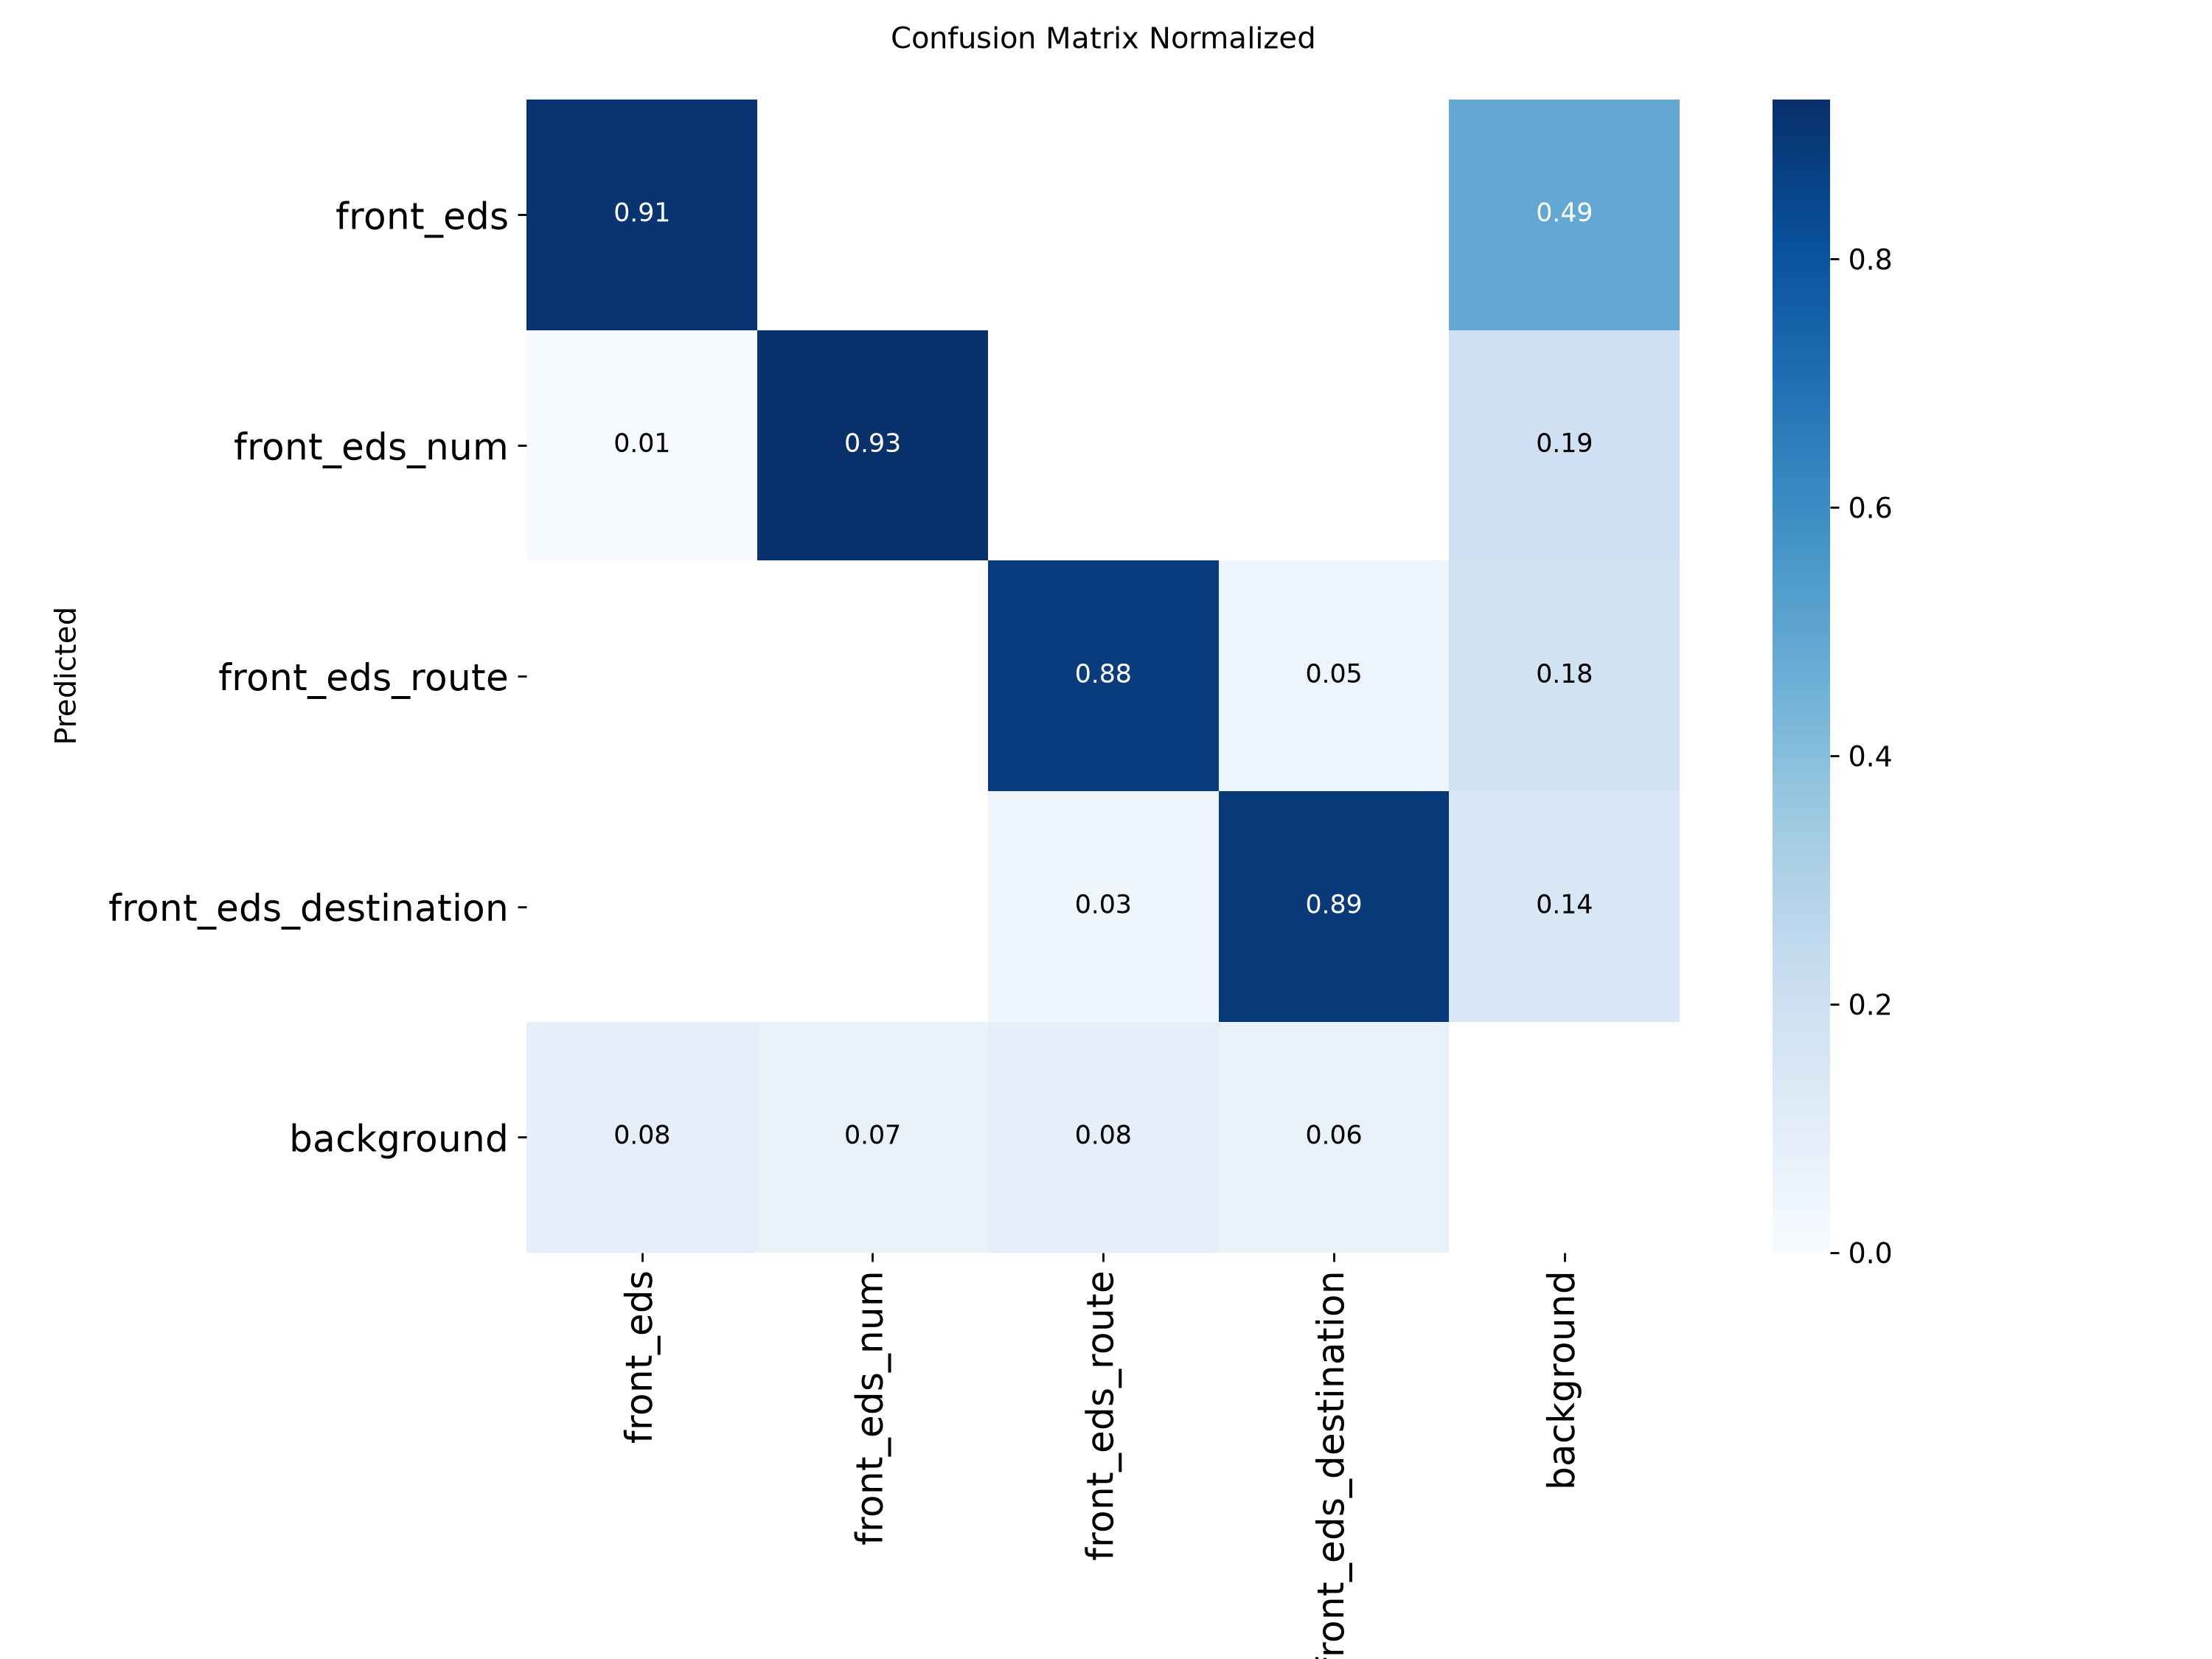 Confusion Matrix Normalized
front_eds 0.91 0.49
0.8
front_eds_num 0.01 0.93 0.19
0.6
Predicted
front_eds_route 0.88 0.05 0.18
0.4
front_eds_destination 0.03 0.89 0.14
0.2
background 0.08 0.07 0.08 0.06
0.0
front_eds
front_eds_num
front_eds_route
front_eds_destination
background